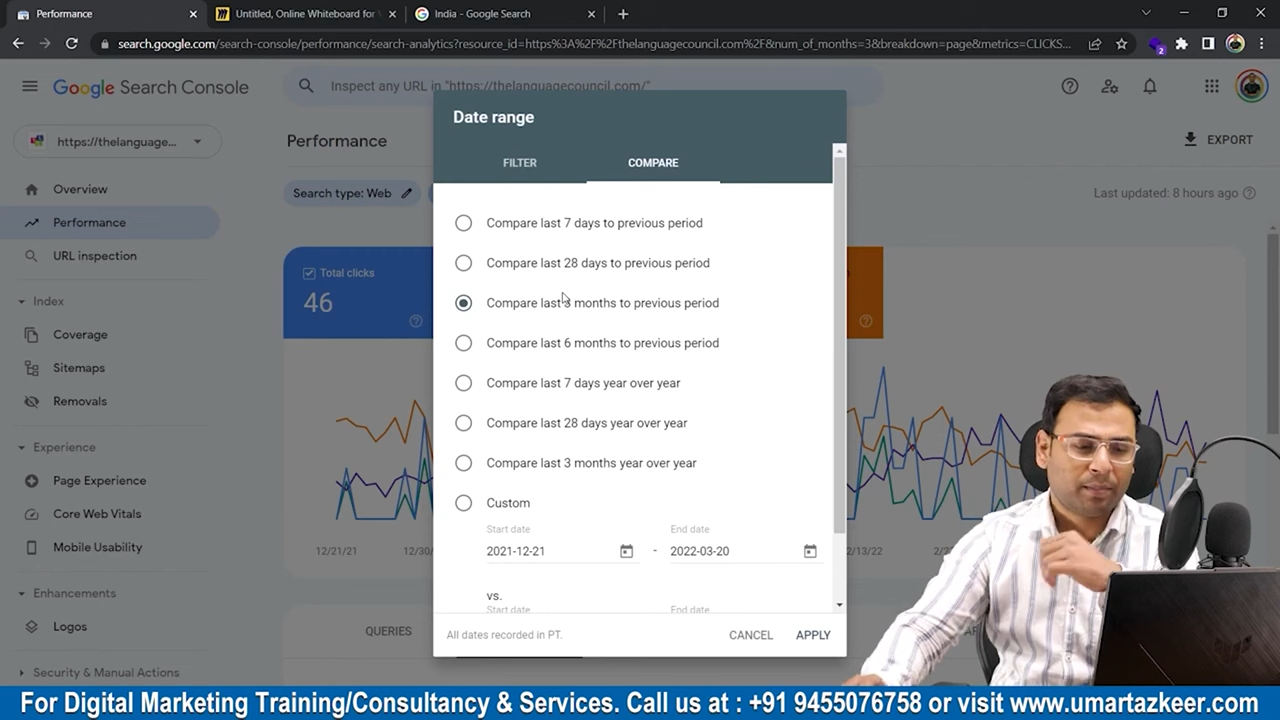 Performance
Untitled, Online Whiteboard for
India - Google Search
search.google.com/search-console/performance/search-analytics?resource_id=https%3A%2F%2Fthelanguagecouncil.com%2F&num_of_months=3&breakdown=page&metrics=CLICKS...
2
Google Search Console
Inspect any URL in "https://thelanguagecouncil.com/"
https://thelanguage...
Performance
EXPORT
Search type: Web
Last updated: 8 hours ago
Overview
Performance
URL inspection
Index
Coverage
Sitemaps
Removals
Experience
Page Experience
Core Web Vitals
Mobile Usability
Enhancements
Logos
Security & Manual Actions
Total clicks
46
12/21/21
QUERIES
Date range
FILTER
COMPARE
Compare last 7 days to previous period
Compare last 28 days to previous period
Compare last 3 months to previous period
Compare last 6 months to previous period
Compare last 7 days year over year
Compare last 28 days year over year
Compare last 3 months year over year
Custom
Start date
End date
2021-12-21
-
2022-03-20
vs.
Start date
End date
All dates recorded in PT.
CANCEL
APPLY
For Digital Marketing Training/Consultancy & Services. Call us at : +91 9455076758 or visit www.umartazkeer.com